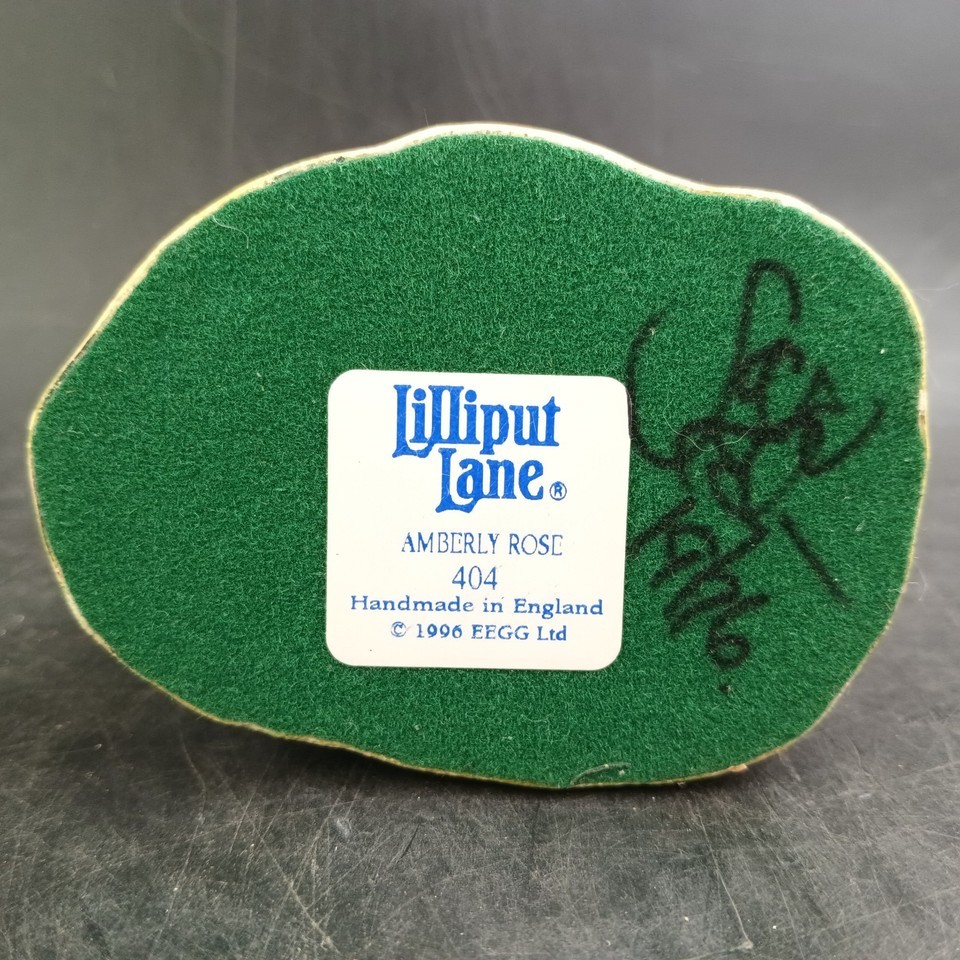 Lilliput
Lane®
AMBERLY ROSE
404
Handmade in England
© 1996 EEGG Ltd